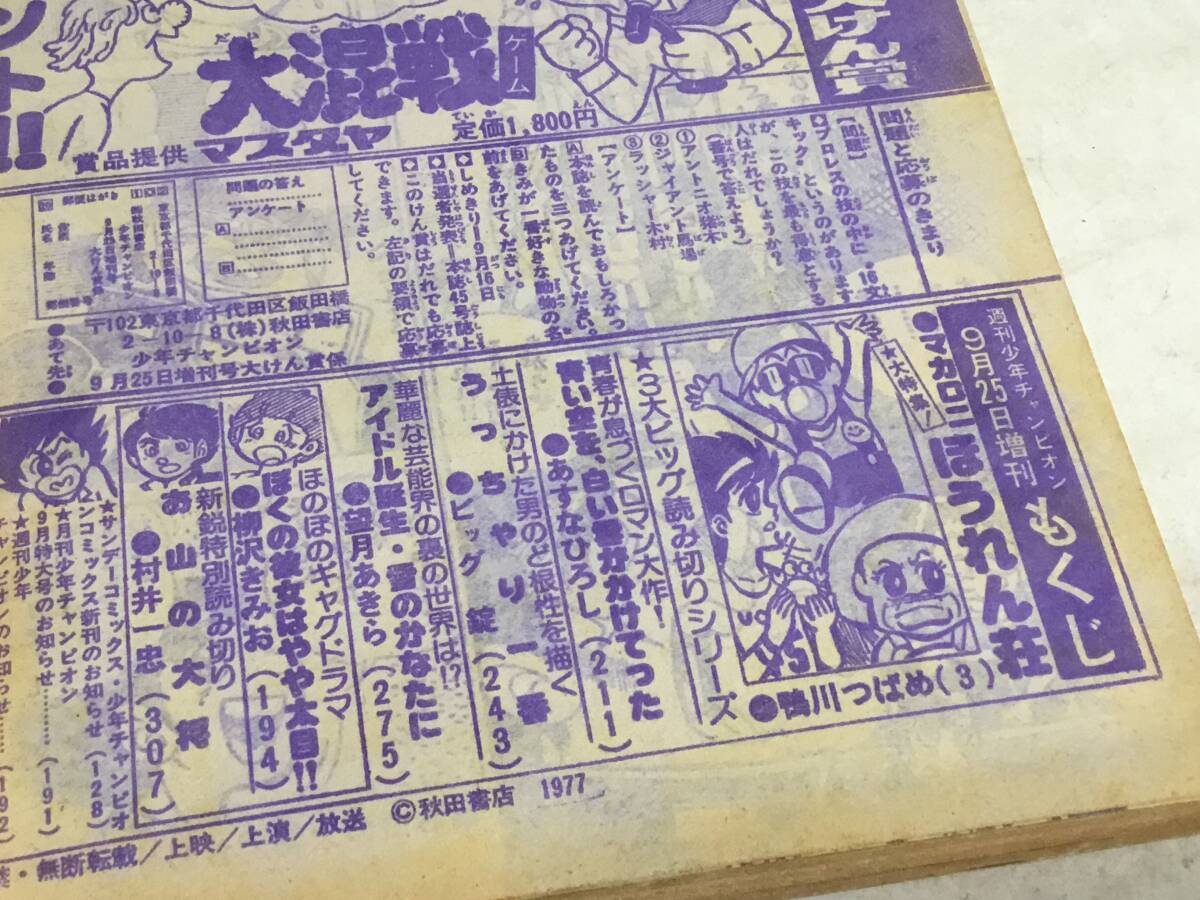 ント!!
大混戦
ゲーム
マスダヤ
定価1,800円
賞品提供
けん賞
問題と応募のきまり
【問題】
◘プロレスの技の中に"16文
キック"というのがあります
が、この技を最も得意とする
人はだれでしょうか?
(番号で答えよう)
①アントニオ猪木
②ジャイアント馬場
③ラッシャー木村
【アンケート】
A本誌を読んでおもしろかっ
たものを三つあげてください。
Bきみが一番好きな動物の名
前をあげてください。
◘しめきり—9月16日
◘当選者発表—本誌45号誌上
◘このけん賞はだれでも応募
できます。左記の要領で応募
してください。
問題の答え
アンケート
A
B
郵便はがき
●あて先●
〒102東京都千代田区飯田橋
2—10—8(株)秋田書店
少年チャンピオン
9月25日増刊号大けん賞係
週刊少年チャンピオン
9月25日増刊
もくじ
●マカロニほうれん荘
★大特集!
●鴨川つばめ(3)
★3大ビッグ読み切りシリーズ
青春が息づくロマン大作!
青い空を、白い雲がかけてった
●あすなひろし(211)
土俵にかけた男のど根性を描く
うっちゃり一番
●ビッグ錠(243)
華麗な芸能界の裏の世界は!?
アイドル誕生・雲のかなたに
●望月あきら(275)
ほのぼのギャグドラマ
ぼくの彼女はやや大目!!
●柳沢きみお(194)
新鋭特別読み切り
お山の大将
●村井一忠(307)
★サンデーコミックス・少年チャンピオ
ンコミックス新刊のお知らせ(128)
★月刊少年チャンピオン
9月特大号のお知らせ………(191)
★週刊少年
チャンピオンのお知らせ……(192)
・無断転載/上映/上演/放送
©秋田書店 1977